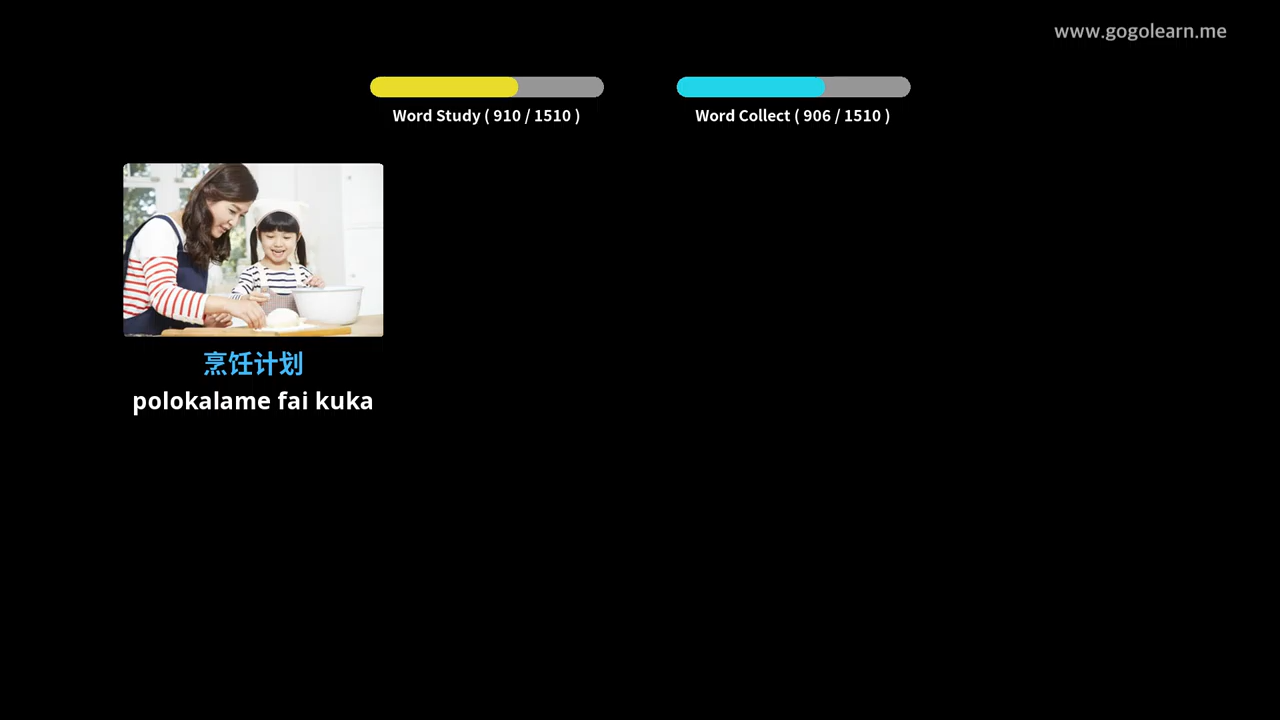 www.gogolearn.me
Word Study ( 910 / 1510 )
Word Collect ( 906 / 1510 )
烹饪计划
polokalame fai kuka